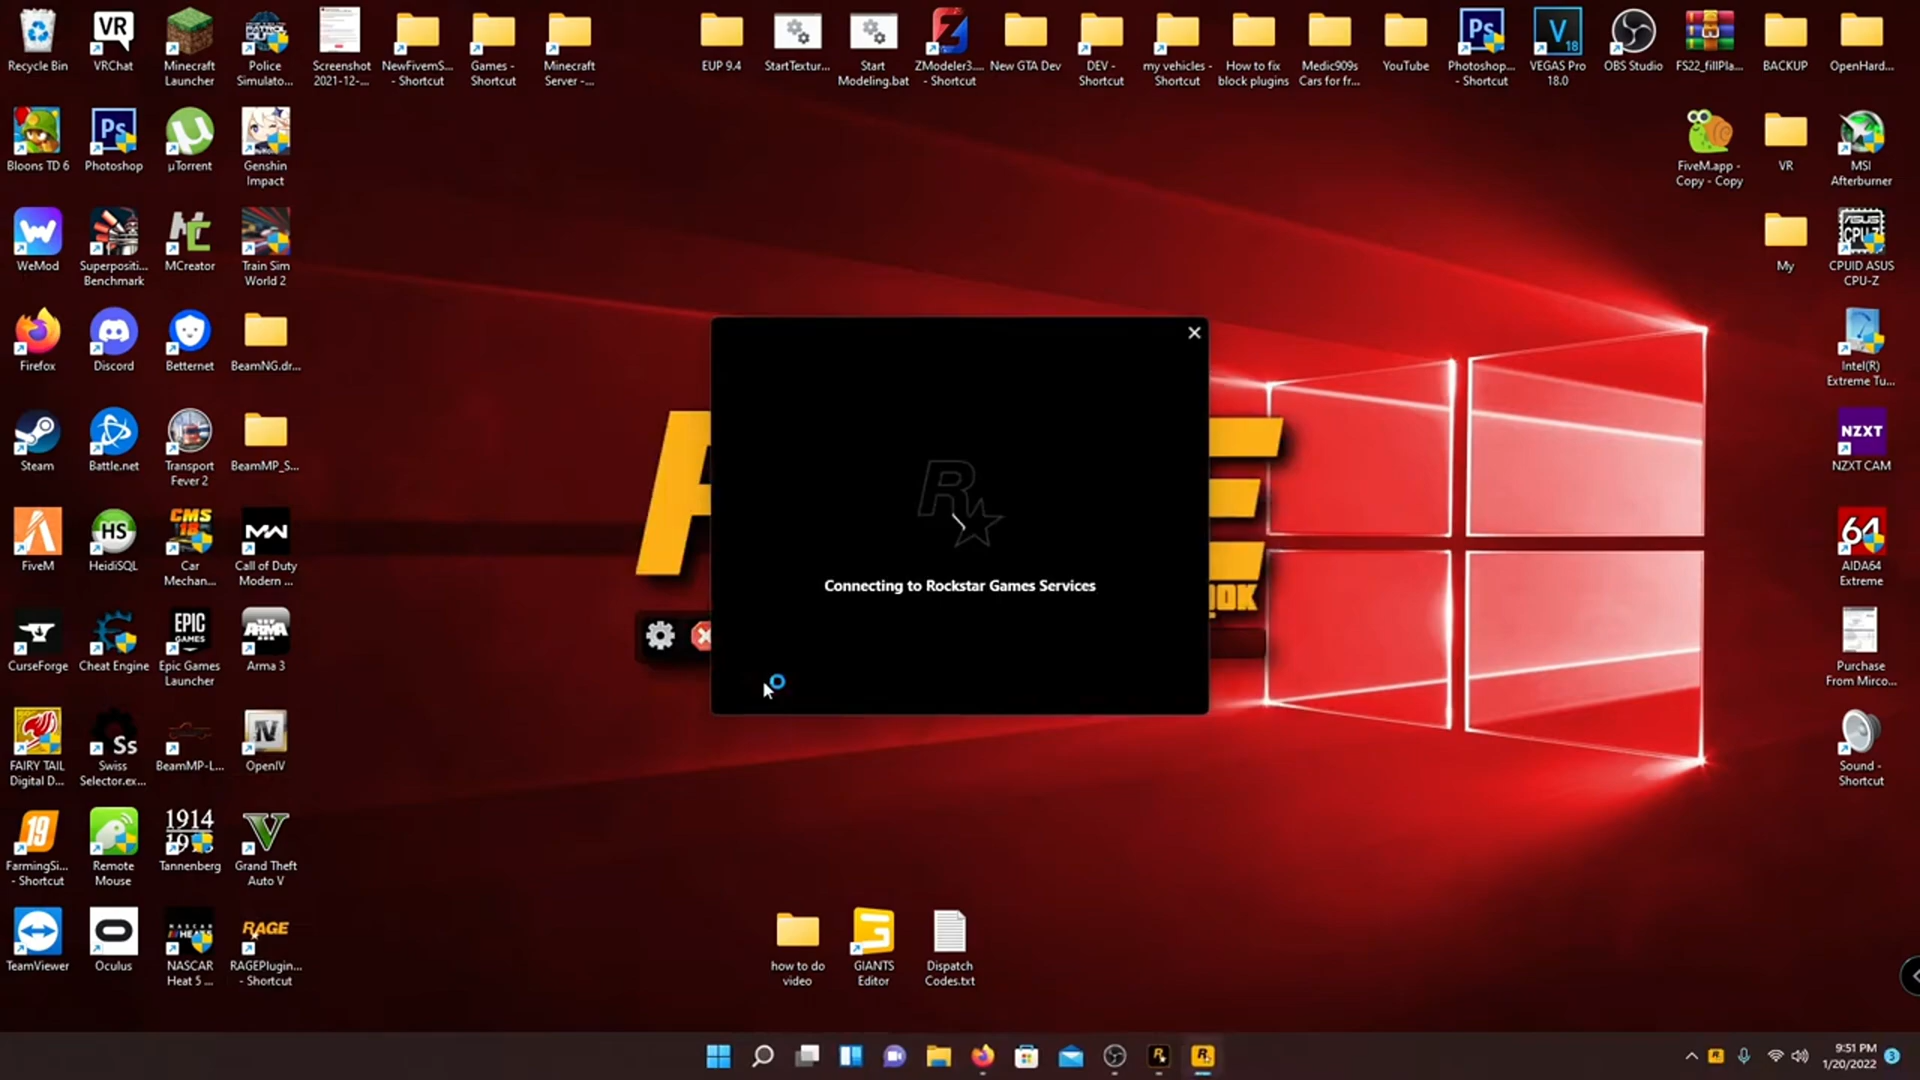 Recycle Bin
VRChat
Minecraft
Launcher
Police
Simulato...
Screenshot
2021-12-...
NewFivemS...
- Shortcut
Games -
Shortcut
Minecraft
Server -...
EUP 9.4
StartTextur...
Start
Modeling.bat
ZModeler3....
- Shortcut
New GTA Dev
DEV -
Shortcut
my vehicles -
Shortcut
How to fix
block plugins
Medic909s
Cars for fr...
YouTube
Photoshop...
- Shortcut
VEGAS Pro
18.0
OBS Studio
FS22_fillPla...
BACKUP
OpenHard...
Bloons TD 6
Photoshop
µTorrent
Genshin
Impact
FiveM.app -
Copy - Copy
VR
MSI
Afterburner
WeMod
Superpositi...
Benchmark
MCreator
Train Sim
World 2
My
CPUID ASUS
CPU-Z
Firefox
Discord
Betternet
BeamNG.dr...
Intel(R)
Extreme Tu...
Steam
Battle.net
Transport
Fever 2
BeamMP_S...
NZXT
NZXT CAM
FiveM
HeidiSQL
Car
Mechan...
Call of Duty
Modern ...
64
AIDA64
Extreme
Connecting to Rockstar Games Services
CurseForge
Cheat Engine
Epic Games
Launcher
Arma 3
Purchase
From Mirco...
FAIRY TAIL
Digital D...
Swiss
Selector.ex...
BeamMP-L...
OpenIV
Sound -
Shortcut
FarmingSi...
- Shortcut
Remote
Mouse
Tannenberg
Grand Theft
Auto V
TeamViewer
Oculus
NASCAR
Heat 5 ...
RAGEPlugin...
- Shortcut
how to do
video
GIANTS
Editor
Dispatch
Codes.txt
9:51 PM
1/20/2022
3